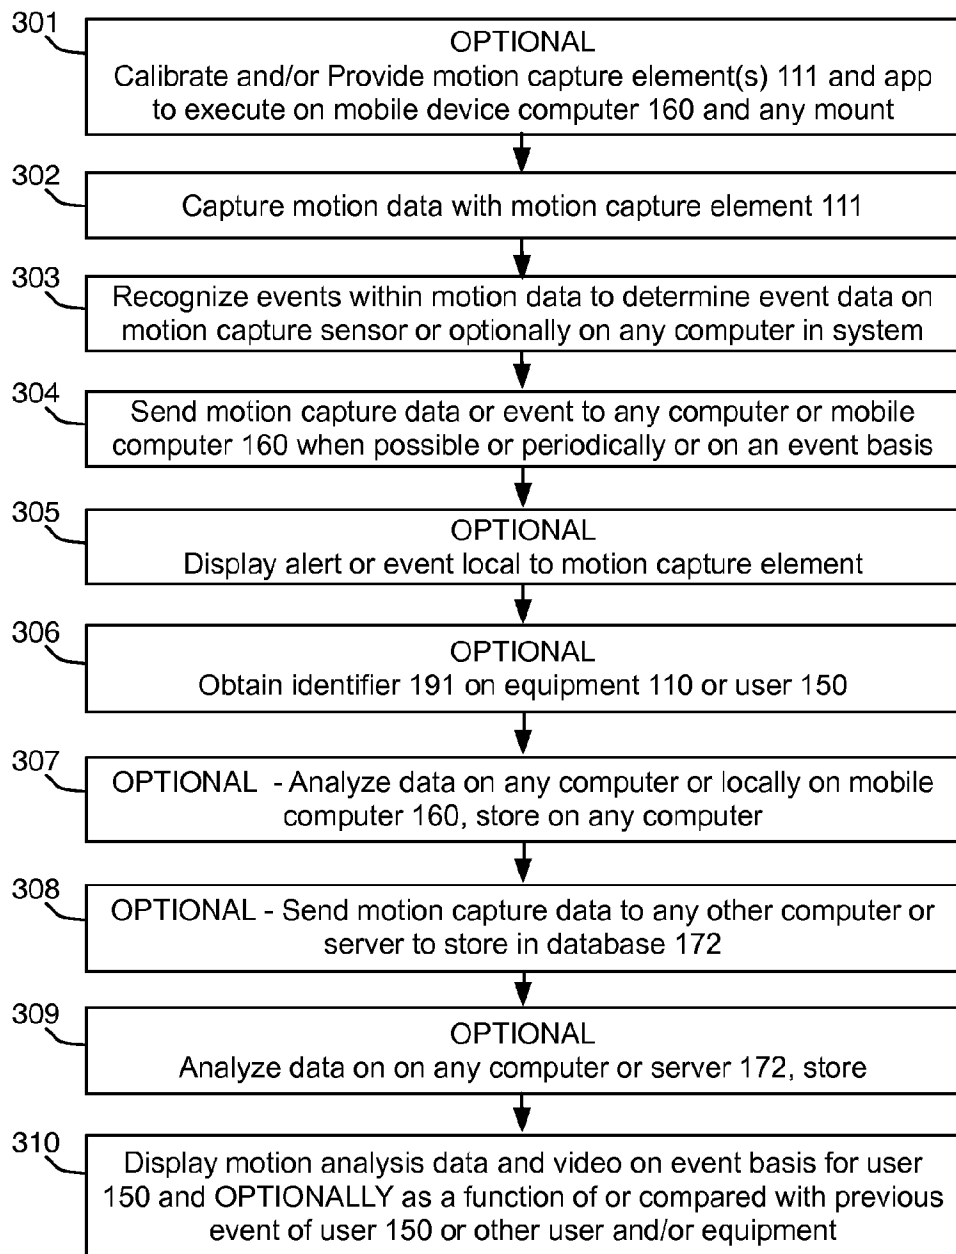 301
OPTIONAL
Calibrate and/or Provide motion capture element(s) 111 and app
to execute on mobile device computer 160 and any mount
302
Capture motion data with motion capture element 111
303
Recognize events within motion data to determine event data on
motion capture sensor or optionally on any computer in system
304
Send motion capture data or event to any computer or mobile
computer 160 when possible or periodically or on an event basis
305
OPTIONAL
Display alert or event local to motion capture element
306
OPTIONAL
Obtain identifier 191 on equipment 110 or user 150
307
OPTIONAL - Analyze data on any computer or locally on mobile
computer 160, store on any computer
308
OPTIONAL - Send motion capture data to any other computer or
server to store in database 172
309
OPTIONAL
Analyze data on on any computer or server 172, store
310
Display motion analysis data and video on event basis for user
150 and OPTIONALLY as a function of or compared with previous
event of user 150 or other user and/or equipment